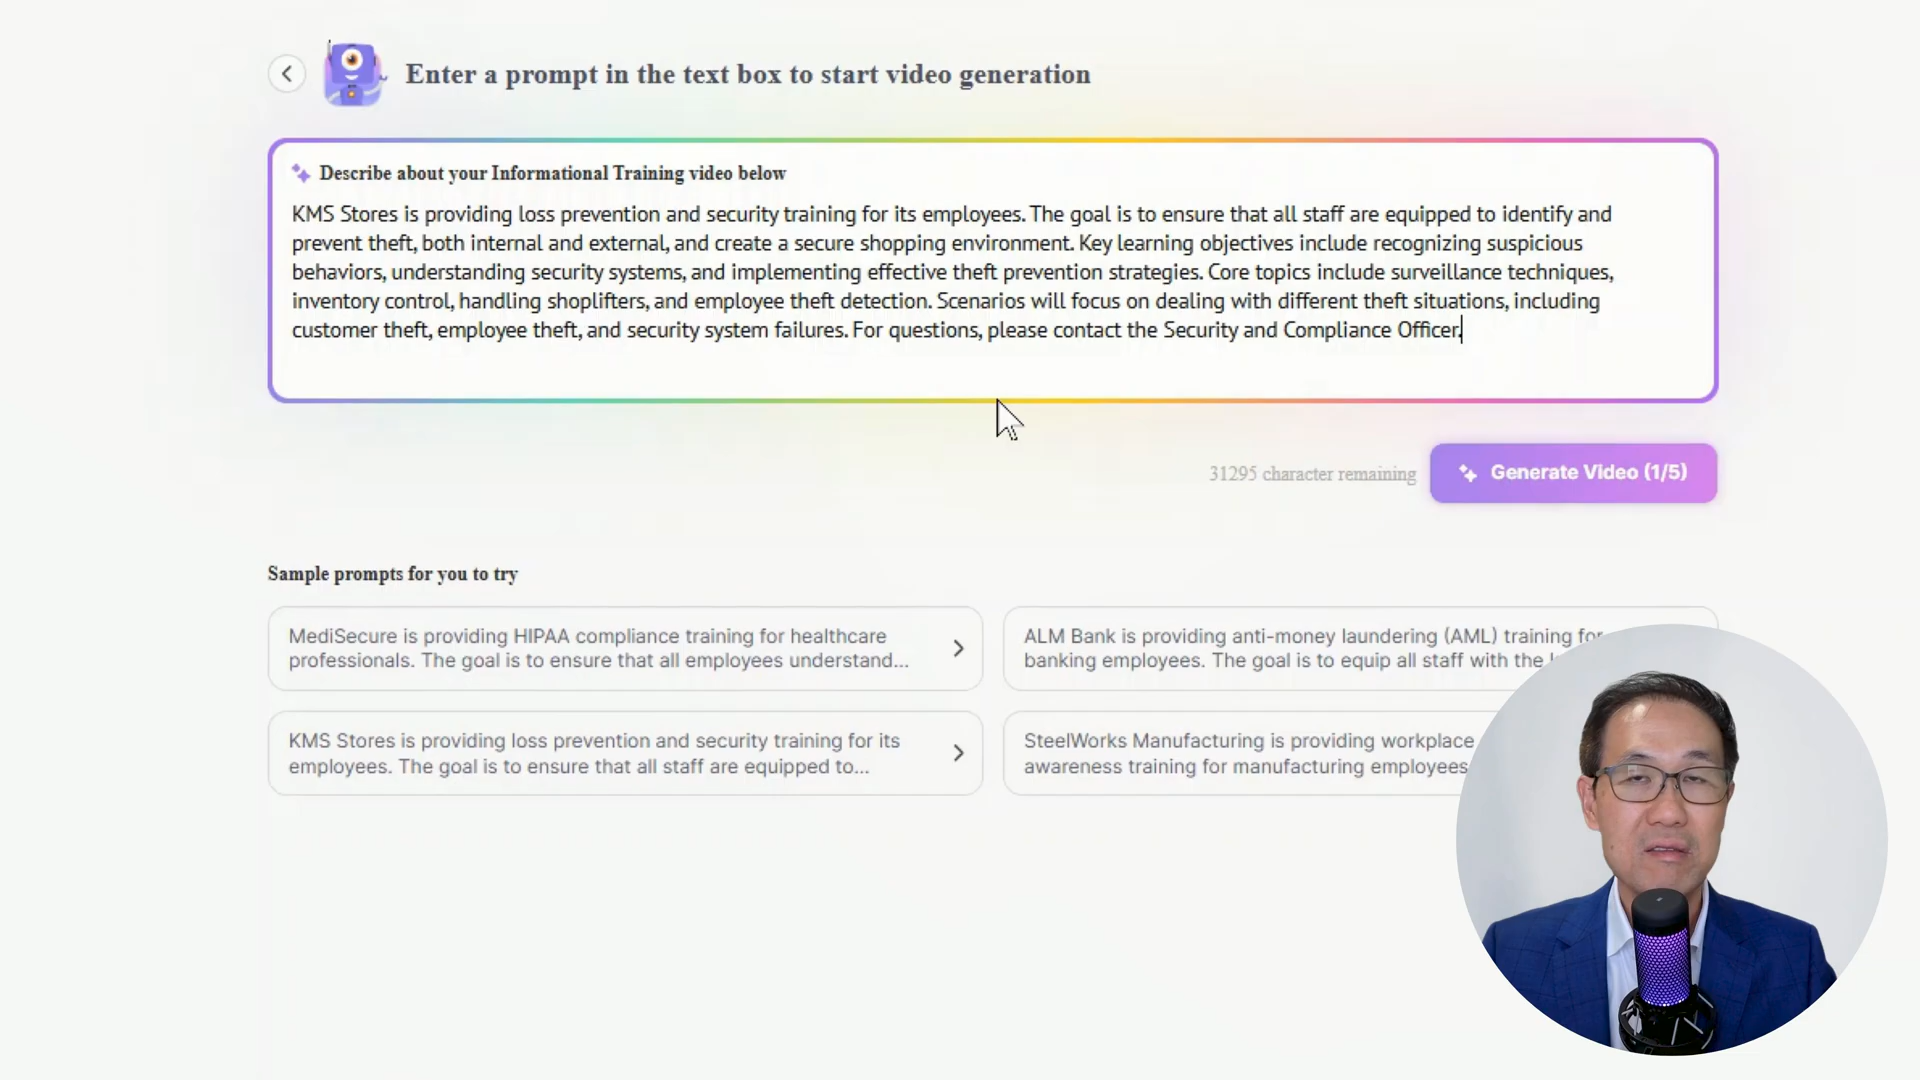 Enter a prompt in the text box to start video generation
Describe about your Informational Training video below
KMS Stores is providing loss prevention and security training for its employees. The goal is to ensure that all staff are equipped to identify and
prevent theft, both internal and external, and create a secure shopping environment. Key learning objectives include recognizing suspicious
behaviors, understanding security systems, and implementing effective theft prevention strategies. Core topics include surveillance techniques,
inventory control, handling shoplifters, and employee theft detection. Scenarios will focus on dealing with different theft situations, including
customer theft, employee theft, and security system failures. For questions, please contact the Security and Compliance Officer.
31295 character remaining
Generate Video (1/5)
Sample prompts for you to try
MediSecure is providing HIPAA compliance training for healthcare
professionals. The goal is to ensure that all employees understand...
ALM Bank is providing anti-money laundering (AML) training for
banking employees. The goal is to equip all staff with the
KMS Stores is providing loss prevention and security training for its
employees. The goal is to ensure that all staff are equipped to...
SteelWorks Manufacturing is providing workplace
awareness training for manufacturing employees